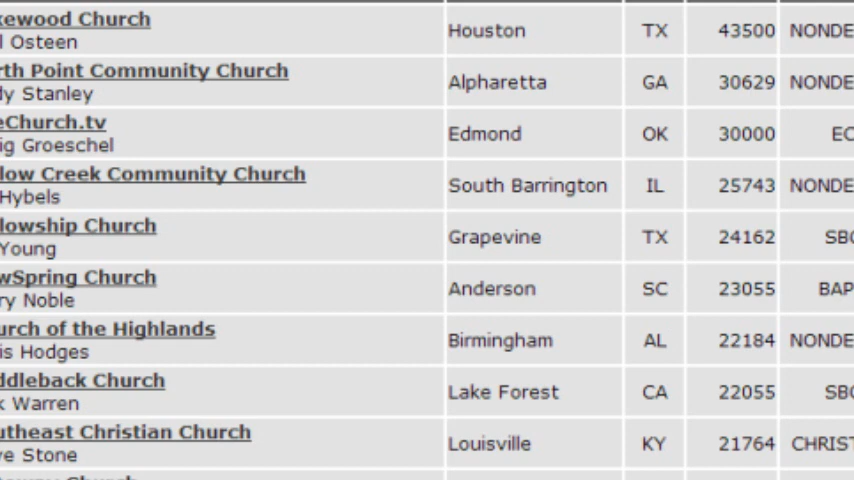 kewood Church
l Osteen
Houston TX 43500 NONDE
rth Point Community Church
dy Stanley
Alpharetta GA 30629 NONDE
eChurch.tv
ig Groeschel
Edmond OK 30000 EC
low Creek Community Church
Hybels
South Barrington IL 25743 NONDE
llowship Church
Young
Grapevine TX 24162 SBC
wSpring Church
ry Noble
Anderson SC 23055 BAP
urch of the Highlands
is Hodges
Birmingham AL 22184 NONDE
ddleback Church
k Warren
Lake Forest CA 22055 SBC
utheast Christian Church
ve Stone
Louisville KY 21764 CHRIST